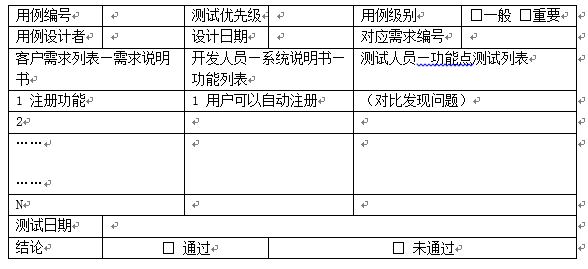 用例编号 测试优先级 用例级别 □一般 □重要
用例设计者 设计日期 对应需求编号
客户需求列表—需求说明书 开发人员—系统说明书—功能列表 测试人员—功能点测试列表
1 注册功能 1 用户可以自动注册 （对比发现问题）
2
……
……
N
测试日期
结论 □ 通过 □ 未通过